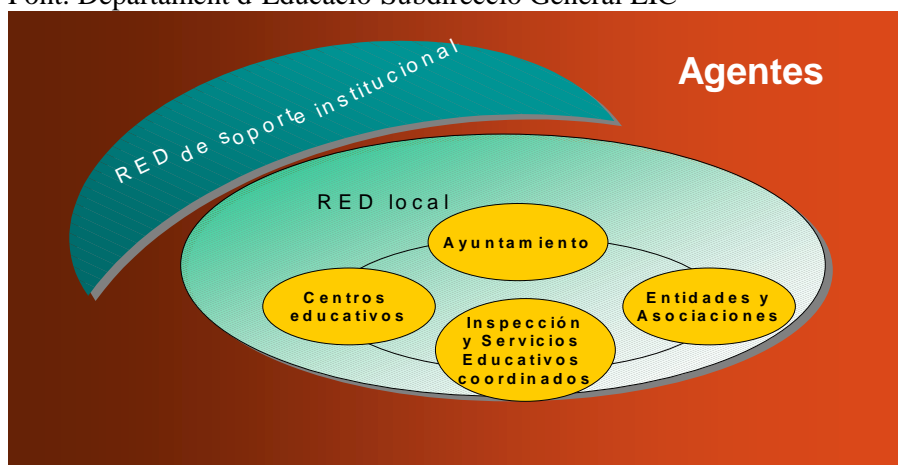 Font: Departament d'Educació Subdirecció General LIC
Agentes
RED de soporte institucional
RED local
Ayuntamiento
Centros
educativos
Entidades y
Asociaciones
Inspección
y Servicios
Educativos
coordinados